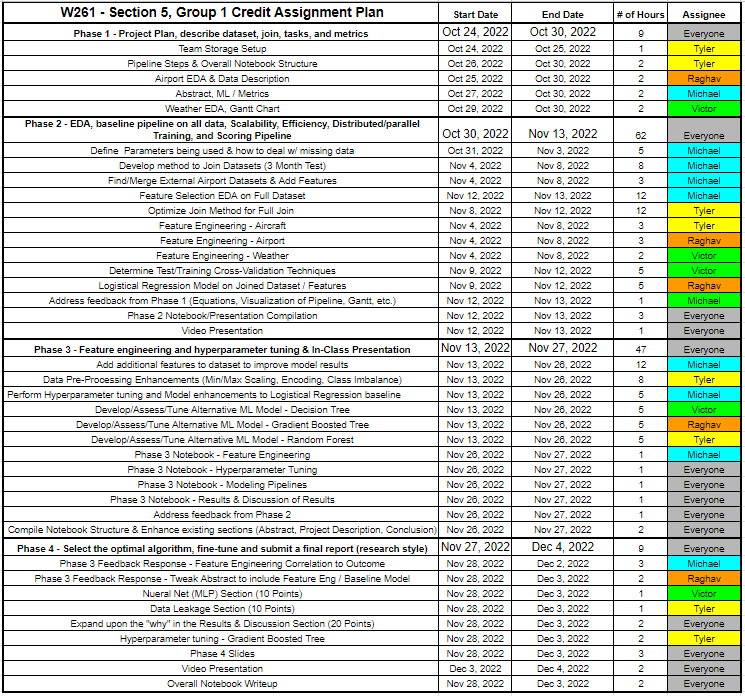 W261 - Section 5, Group 1 Credit Assignment Plan Start Date End Date # of Hours Assignee
Phase 1 - Project Plan, describe dataset, join, tasks, and metrics Oct 24, 2022 Oct 30, 2022 9 Everyone
Team Storage Setup Oct 24, 2022 Oct 25, 2022 1 Tyler
Pipeline Steps & Overall Notebook Structure Oct 26, 2022 Oct 30, 2022 2 Tyler
Airport EDA & Data Description Oct 25, 2022 Oct 30, 2022 2 Raghav
Abstract, ML / Metrics Oct 27, 2022 Oct 30, 2022 2 Michael
Weather EDA, Gantt Chart Oct 29, 2022 Oct 30, 2022 2 Victor
Phase 2 - EDA, baseline pipeline on all data, Scalability, Efficiency, Distributed/parallel
Training, and Scoring Pipeline Oct 30, 2022 Nov 13, 2022 62 Everyone
Define Parameters being used & how to deal w/ missing data Oct 31, 2022 Nov 3, 2022 5 Michael
Develop method to Join Datasets (3 Month Test) Nov 4, 2022 Nov 8, 2022 8 Michael
Find/Merge External Airport Datasets & Add Features Nov 4, 2022 Nov 8, 2022 3 Michael
Feature Selection EDA on Full Dataset Nov 12, 2022 Nov 13, 2022 12 Michael
Optimize Join Method for Full Join Nov 8, 2022 Nov 12, 2022 12 Tyler
Feature Engineering - Aircraft Nov 4, 2022 Nov 8, 2022 3 Tyler
Feature Engineering - Airport Nov 4, 2022 Nov 8, 2022 3 Raghav
Feature Engineering - Weather Nov 4, 2022 Nov 8, 2022 2 Victor
Determine Test/Training Cross-Validation Techniques Nov 9, 2022 Nov 12, 2022 5 Victor
Logistical Regression Model on Joined Dataset / Features Nov 9, 2022 Nov 12, 2022 5 Raghav
Address feedback from Phase 1 (Equations, Visualization of Pipeline, Gantt, etc.) Nov 12, 2022 Nov 13, 2022 1 Michael
Phase 2 Notebook/Presentation Compilation Nov 12, 2022 Nov 13, 2022 3 Everyone
Video Presentation Nov 12, 2022 Nov 13, 2022 1 Everyone
Phase 3 - Feature engineering and hyperparameter tuning & In-Class Presentation Nov 13, 2022 Nov 27, 2022 47 Everyone
Add additional features to dataset to improve model results Nov 13, 2022 Nov 26, 2022 12 Michael
Data Pre-Processing Enhancements (Min/Max Scaling, Encoding, Class Imbalance) Nov 13, 2022 Nov 26, 2022 8 Tyler
Perform Hyperparameter tuning and Model enhancements to Logistical Regression baseline Nov 13, 2022 Nov 26, 2022 5 Michael
Develop/Assess/Tune Alternative ML Model - Decision Tree Nov 13, 2022 Nov 26, 2022 5 Victor
Develop/Assess/Tune Alternative ML Model - Gradient Boosted Tree Nov 13, 2022 Nov 26, 2022 5 Raghav
Develop/Assess/Tune Alternative ML Model - Random Forest Nov 13, 2022 Nov 26, 2022 5 Tyler
Phase 3 Notebook - Feature Engineering Nov 26, 2022 Nov 27, 2022 1 Michael
Phase 3 Notebook - Hyperparameter Tuning Nov 26, 2022 Nov 27, 2022 1 Everyone
Phase 3 Notebook - Modeling Pipelines Nov 26, 2022 Nov 27, 2022 1 Everyone
Phase 3 Notebook - Results & Discussion of Results Nov 26, 2022 Nov 27, 2022 1 Everyone
Address feedback from Phase 2 Nov 26, 2022 Nov 27, 2022 1 Everyone
Compile Notebook Structure & Enhance existing sections (Abstract, Project Description, Conclusion) Nov 26, 2022 Nov 27, 2022 2 Everyone
Phase 4 - Select the optimal algorithm, fine-tune and submit a final report (research style) Nov 27, 2022 Dec 4, 2022 9 Everyone
Phase 3 Feedback Response - Feature Engineering Correlation to Outcome Nov 28, 2022 Dec 2, 2022 3 Michael
Phase 3 Feedback Response - Tweak Abstract to include Feature Eng / Baseline Model Nov 28, 2022 Dec 3, 2022 2 Raghav
Nueral Net (MLP) Section (10 Points) Nov 28, 2022 Dec 3, 2022 1 Victor
Data Leakage Section (10 Points) Nov 28, 2022 Dec 3, 2022 1 Tyler
Expand upon the "why" in the Results & Discussion Section (20 Points) Nov 28, 2022 Dec 3, 2022 2 Everyone
Hyperparameter tuning - Gradient Boosted Tree Nov 28, 2022 Dec 3, 2022 2 Tyler
Phase 4 Slides Nov 28, 2022 Dec 3, 2022 3 Everyone
Video Presentation Dec 3, 2022 Dec 4, 2022 2 Everyone
Overall Notebook Writeup Nov 28, 2022 Dec 3, 2022 2 Everyone